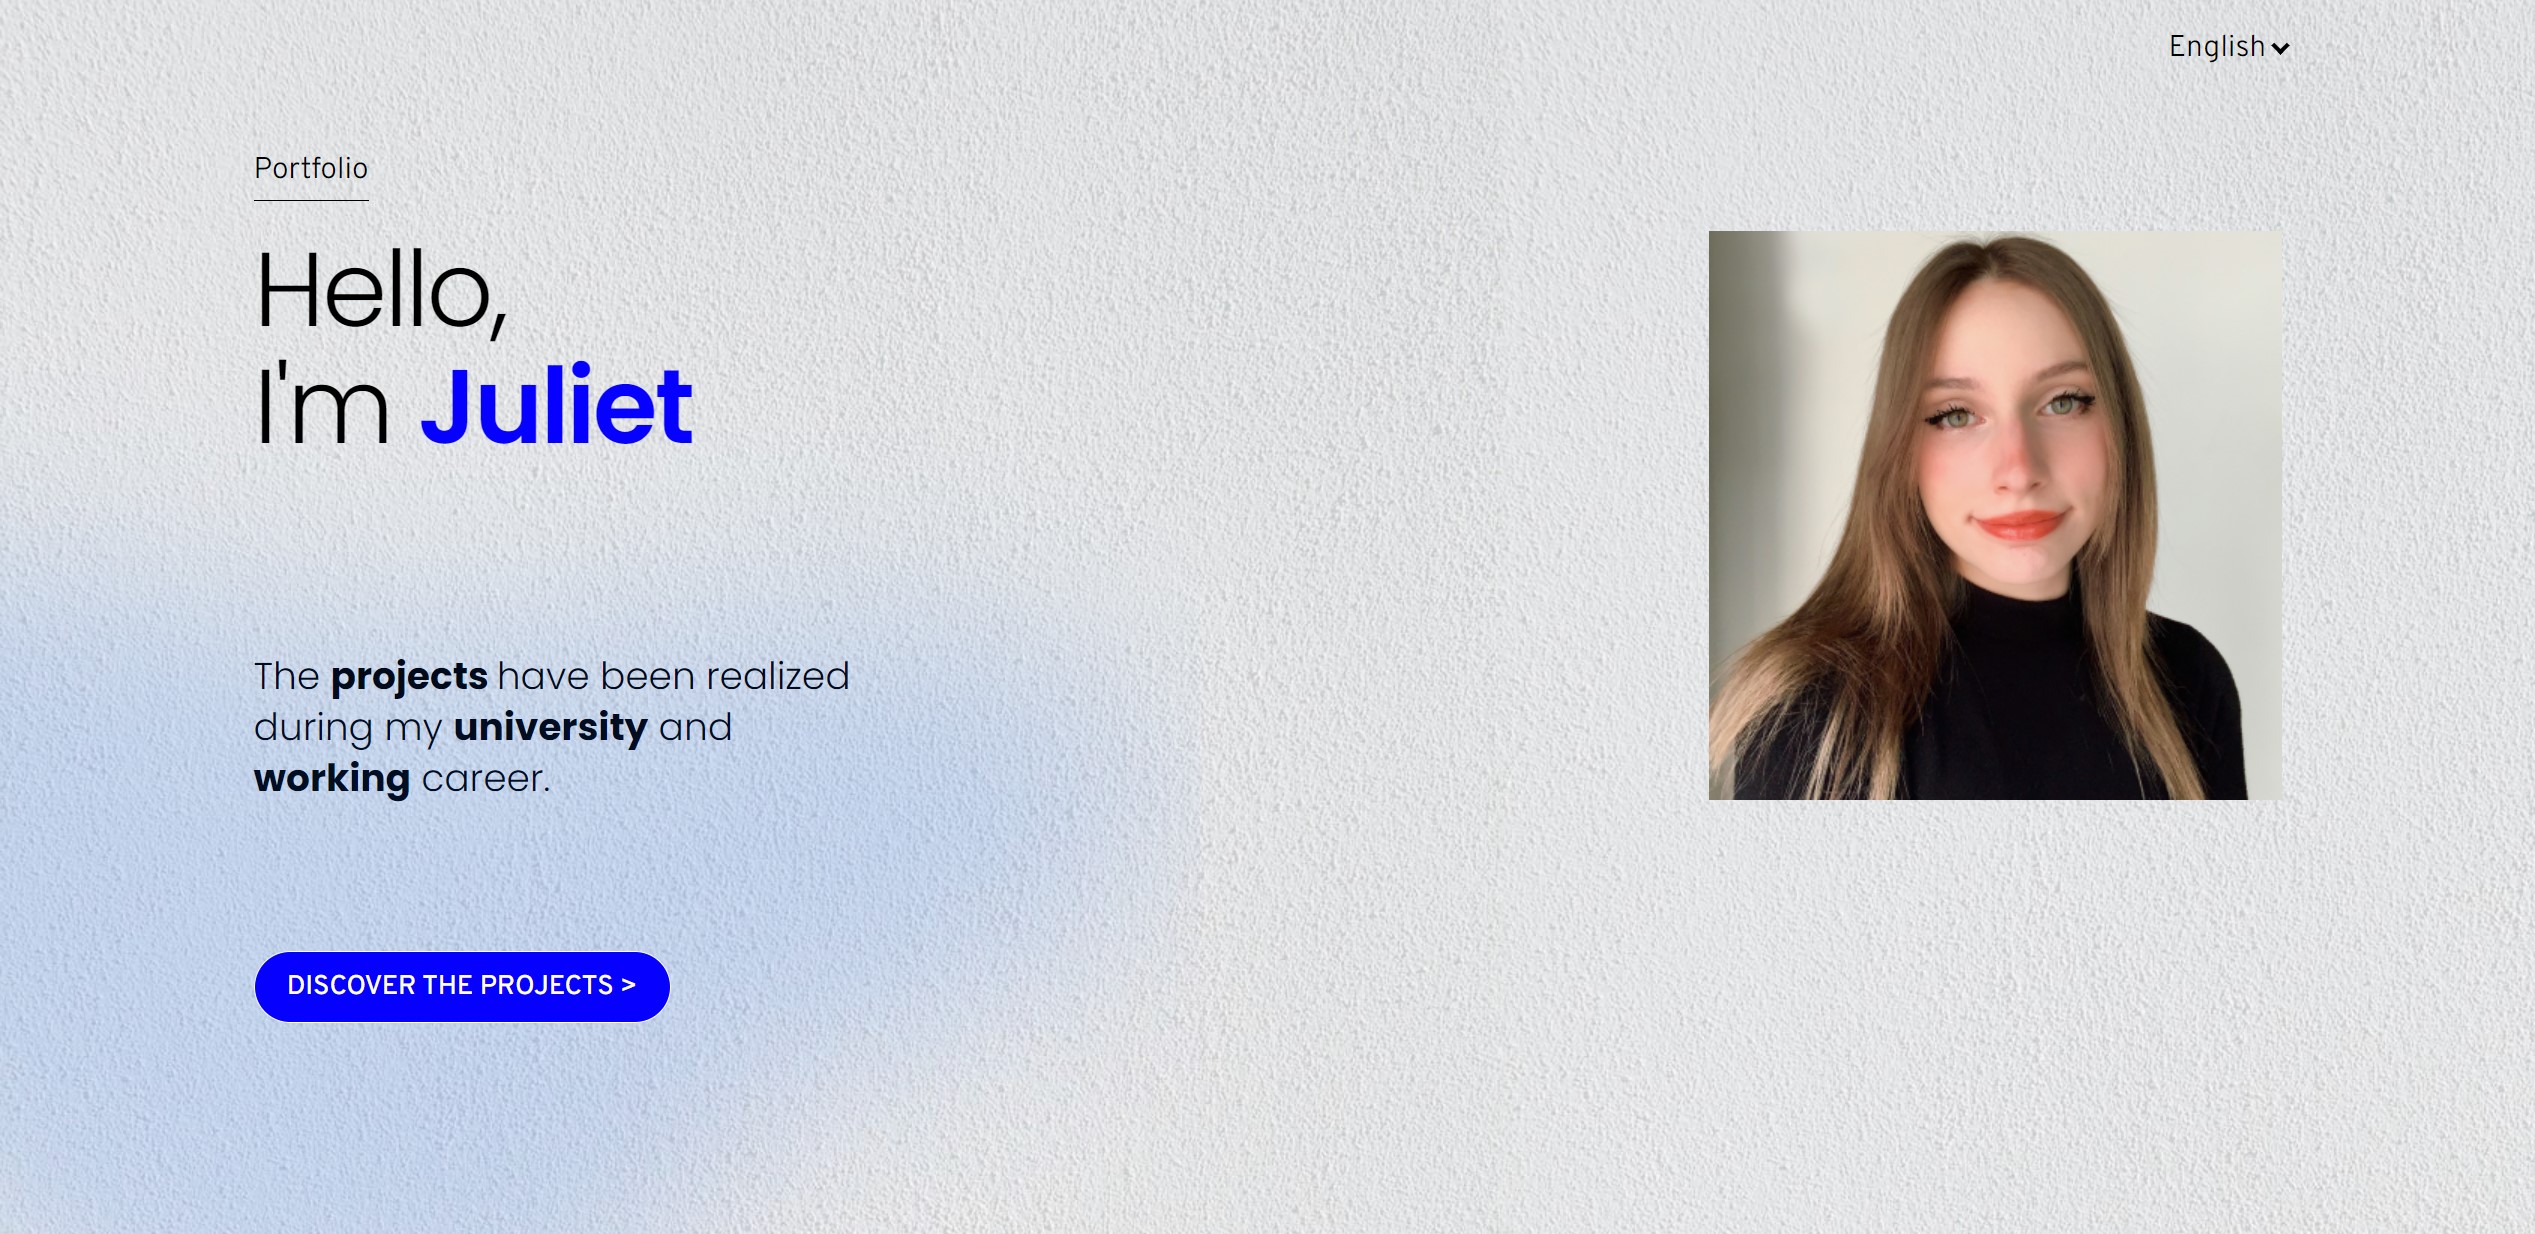 English
Portfolio
Hello,
I'm Juliet
The projects have been realized
during my university and
working career.
DISCOVER THE PROJECTS >